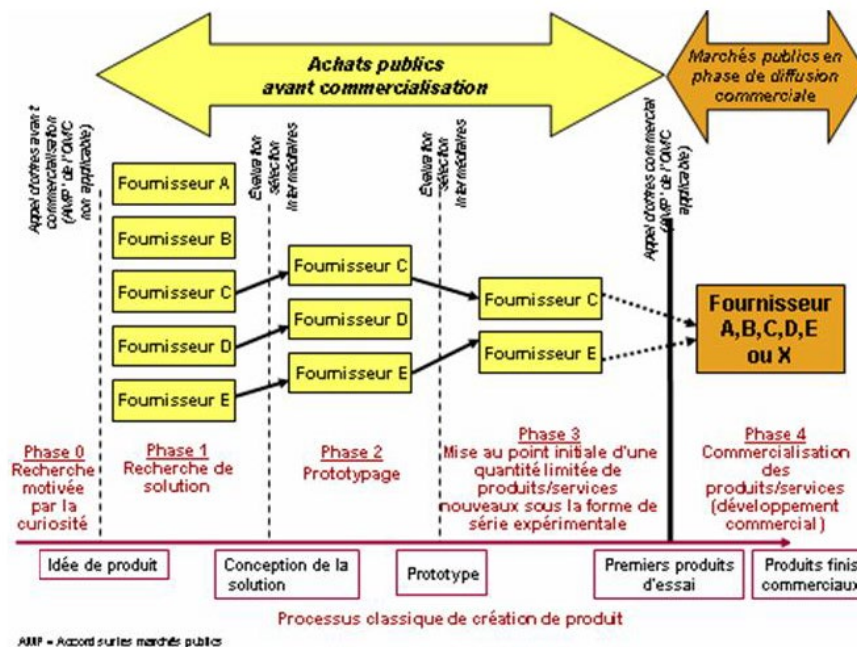 Achats publics
avant commercialisation
Marchés publics en
phase de diffusion
commerciale
Appel d'offres avant
commercialisation
(AMP* de l'OMC
non applicable)
Évaluation
sélection
intermédiaires
Évaluation
sélection
intermédiaires
Appel d'offres commercial
(AMP* de l'OMC
applicable)
Fournisseur A
Fournisseur B
Fournisseur C
Fournisseur D
Fournisseur E
Fournisseur C
Fournisseur D
Fournisseur E
Fournisseur C
Fournisseur E
Fournisseur
A,B,C,D,E
ou X
Phase 0
Recherche
motivée
par la
curiosité
Phase 1
Recherche de
solution
Phase 2
Prototypage
Phase 3
Mise au point initiale d'une
quantité limitée de
produits/services
nouveaux sous la forme de
série expérimentale
Phase 4
Commercialisation
des
produits/services
(développement
commercial)
Idée de produit
Conception de la
solution
Prototype
Premiers produits
d'essai
Produits finis
commerciaux
Processus classique de création de produit
AMP = Accord sur les marchés publics